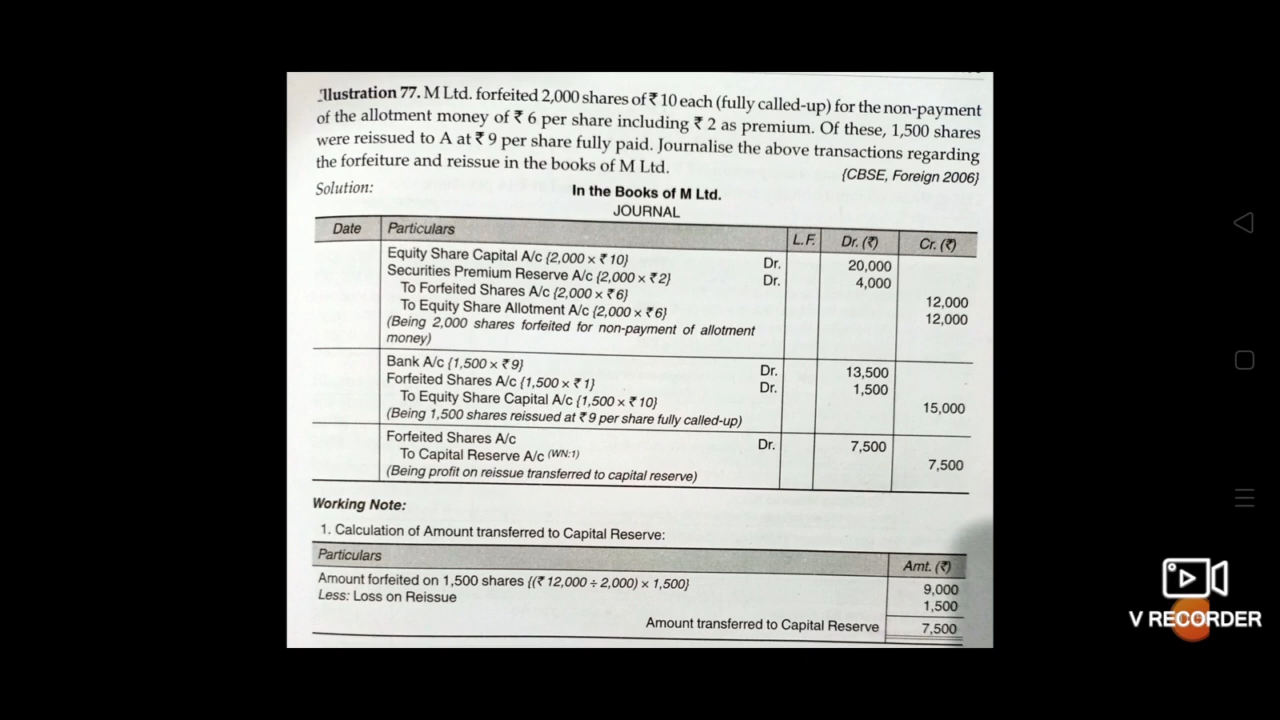 Illustration 77. M Ltd. forfeited 2,000 shares of ₹ 10 each (fully called-up) for the non-payment
of the allotment money of ₹ 6 per share including ₹ 2 as premium. Of these, 1,500 shares
were reissued to A at ₹ 9 per share fully paid. Journalise the above transactions regarding
the forfeiture and reissue in the books of M Ltd.
{CBSE, Foreign 2006}
Solution:
In the Books of M Ltd.
JOURNAL
Date Particulars L.F. Dr. (₹) Cr. (₹)
Equity Share Capital A/c {2,000 × ₹ 10} Dr. 20,000
Securities Premium Reserve A/c {2,000 × ₹ 2} Dr. 4,000
To Forfeited Shares A/c {2,000 × ₹ 6} 12,000
To Equity Share Allotment A/c {2,000 × ₹ 6} 12,000
(Being 2,000 shares forfeited for non-payment of allotment
money)
Bank A/c {1,500 × ₹ 9} Dr. 13,500
Forfeited Shares A/c {1,500 × ₹ 1} Dr. 1,500
To Equity Share Capital A/c {1,500 × ₹ 10} 15,000
(Being 1,500 shares reissued at ₹ 9 per share fully called-up)
Forfeited Shares A/c Dr. 7,500
To Capital Reserve A/c (WN:1) 7,500
(Being profit on reissue transferred to capital reserve)
Working Note:
1. Calculation of Amount transferred to Capital Reserve:
Particulars Amt. (₹)
Amount forfeited on 1,500 shares {(₹ 12,000 ÷ 2,000) × 1,500} 9,000
Less: Loss on Reissue 1,500
Amount transferred to Capital Reserve 7,500
V RECORDER